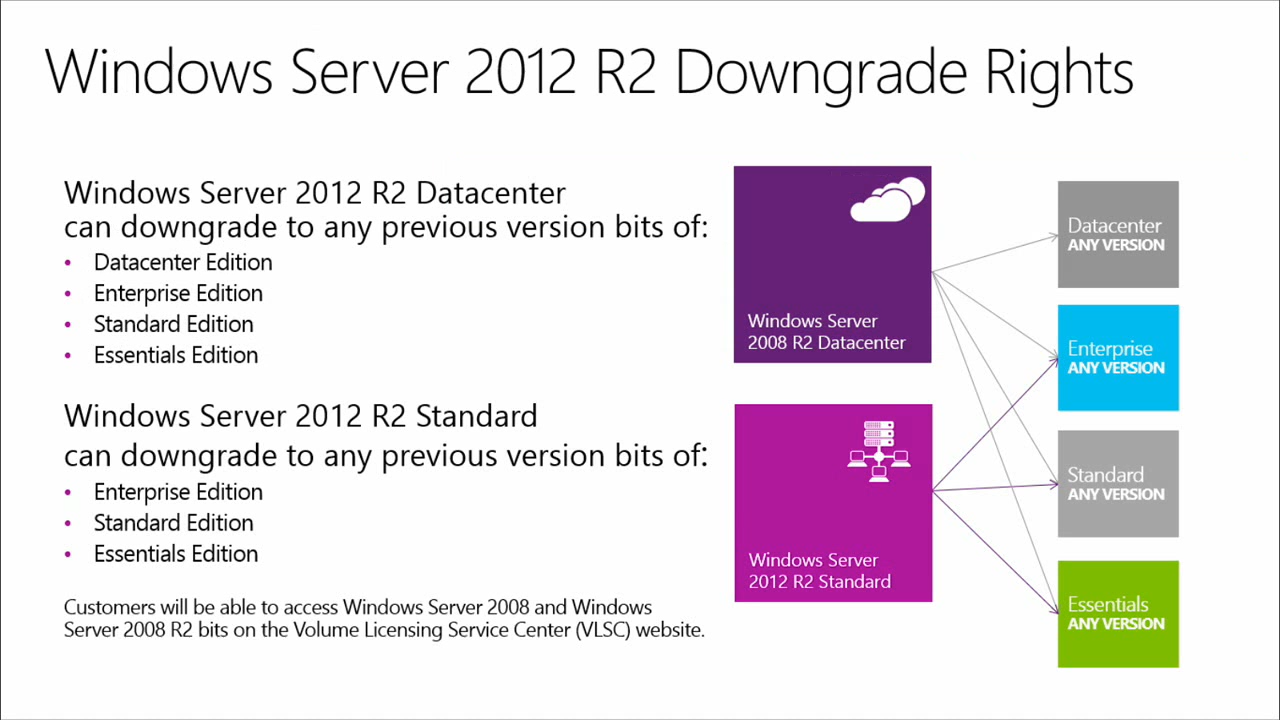 Windows Server 2012 R2 Downgrade Rights
Windows Server 2012 R2 Datacenter
can downgrade to any previous version bits of:
• Datacenter Edition
• Enterprise Edition
• Standard Edition
• Essentials Edition
Windows Server 2012 R2 Standard
can downgrade to any previous version bits of:
• Enterprise Edition
• Standard Edition
• Essentials Edition
Customers will be able to access Windows Server 2008 and Windows
Server 2008 R2 bits on the Volume Licensing Service Center (VLSC) website.
Windows Server
2008 R2 Datacenter
Windows Server
2012 R2 Standard
Datacenter
ANY VERSION
Enterprise
ANY VERSION
Standard
ANY VERSION
Essentials
ANY VERSION